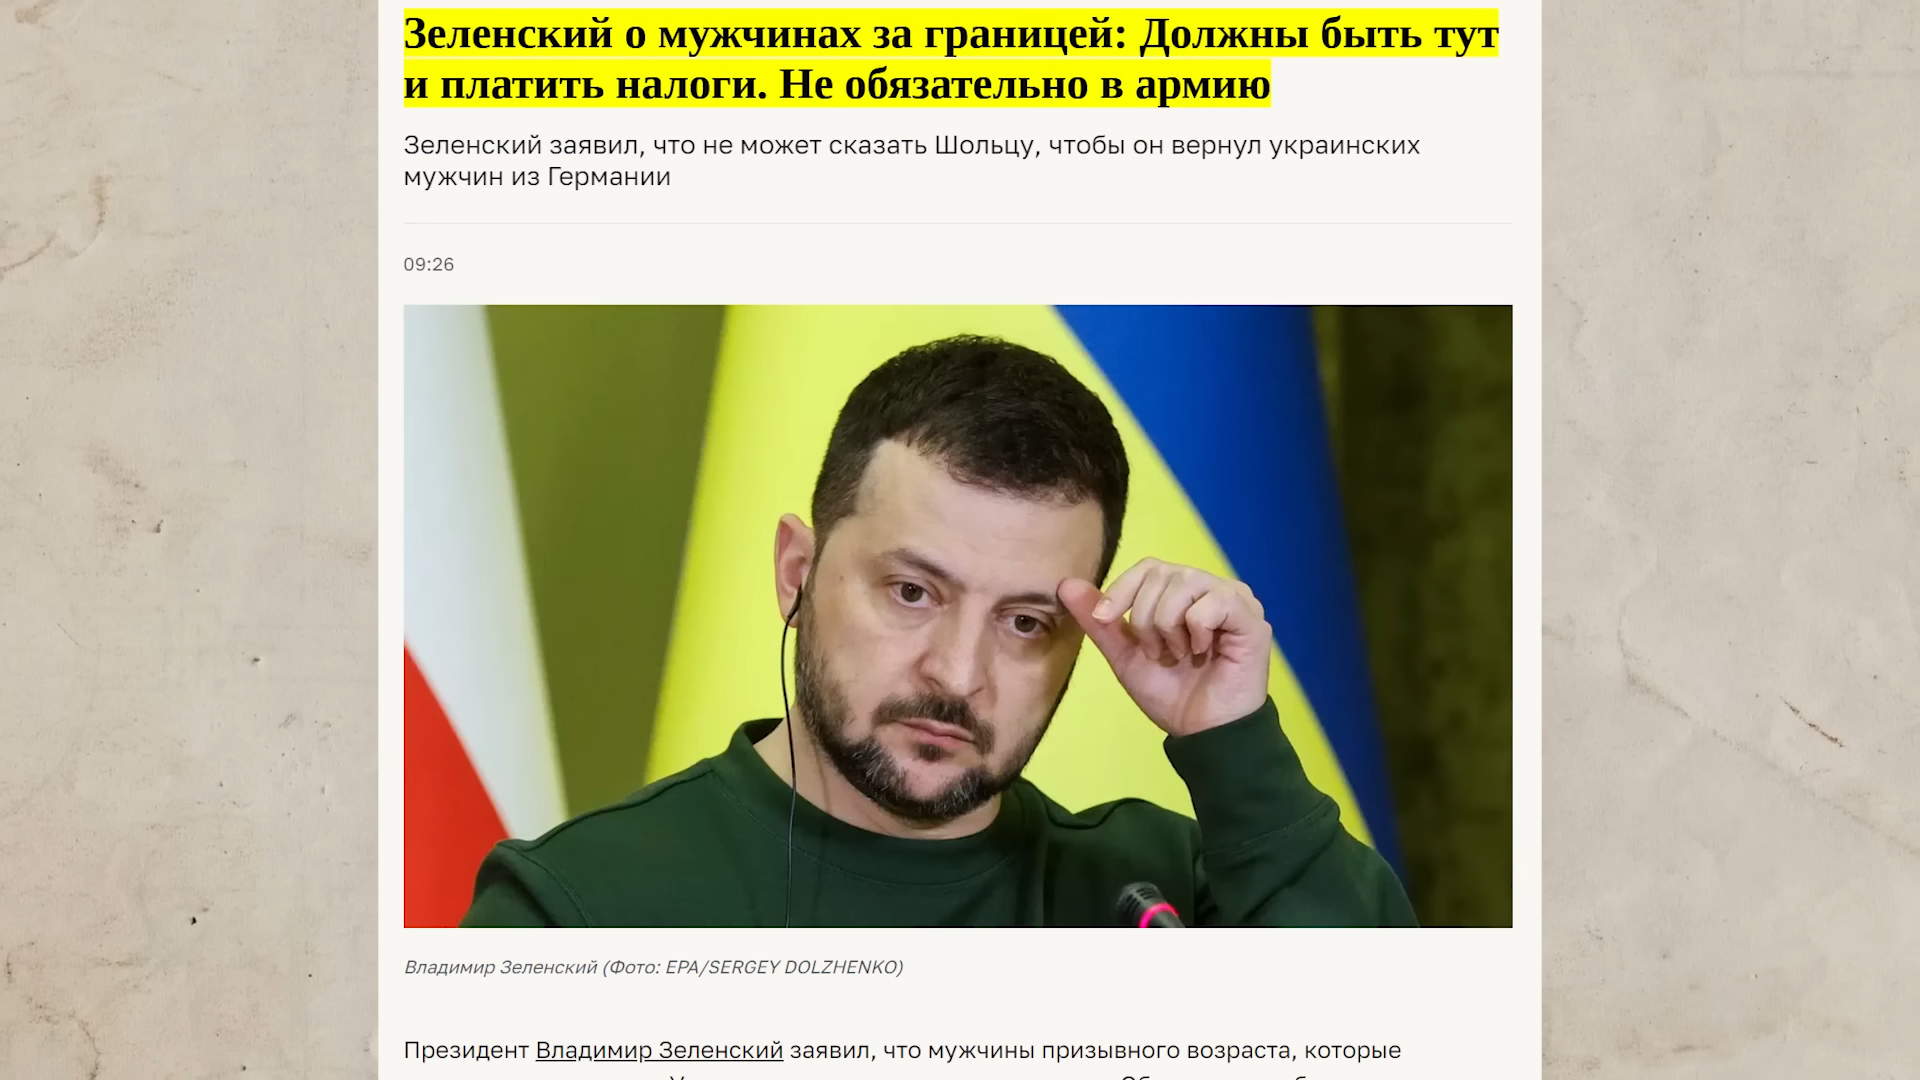 Зеленский о мужчинах за границей: Должны быть тут
и платить налоги. Не обязательно в армию
Зеленский заявил, что не может сказать Шольцу, чтобы он вернул украинских
мужчин из Германии
09:26
Владимир Зеленский (Фото: EPA/SERGEY DOLZHENKO)
Президент Владимир Зеленский заявил, что мужчины призывного возраста, которые